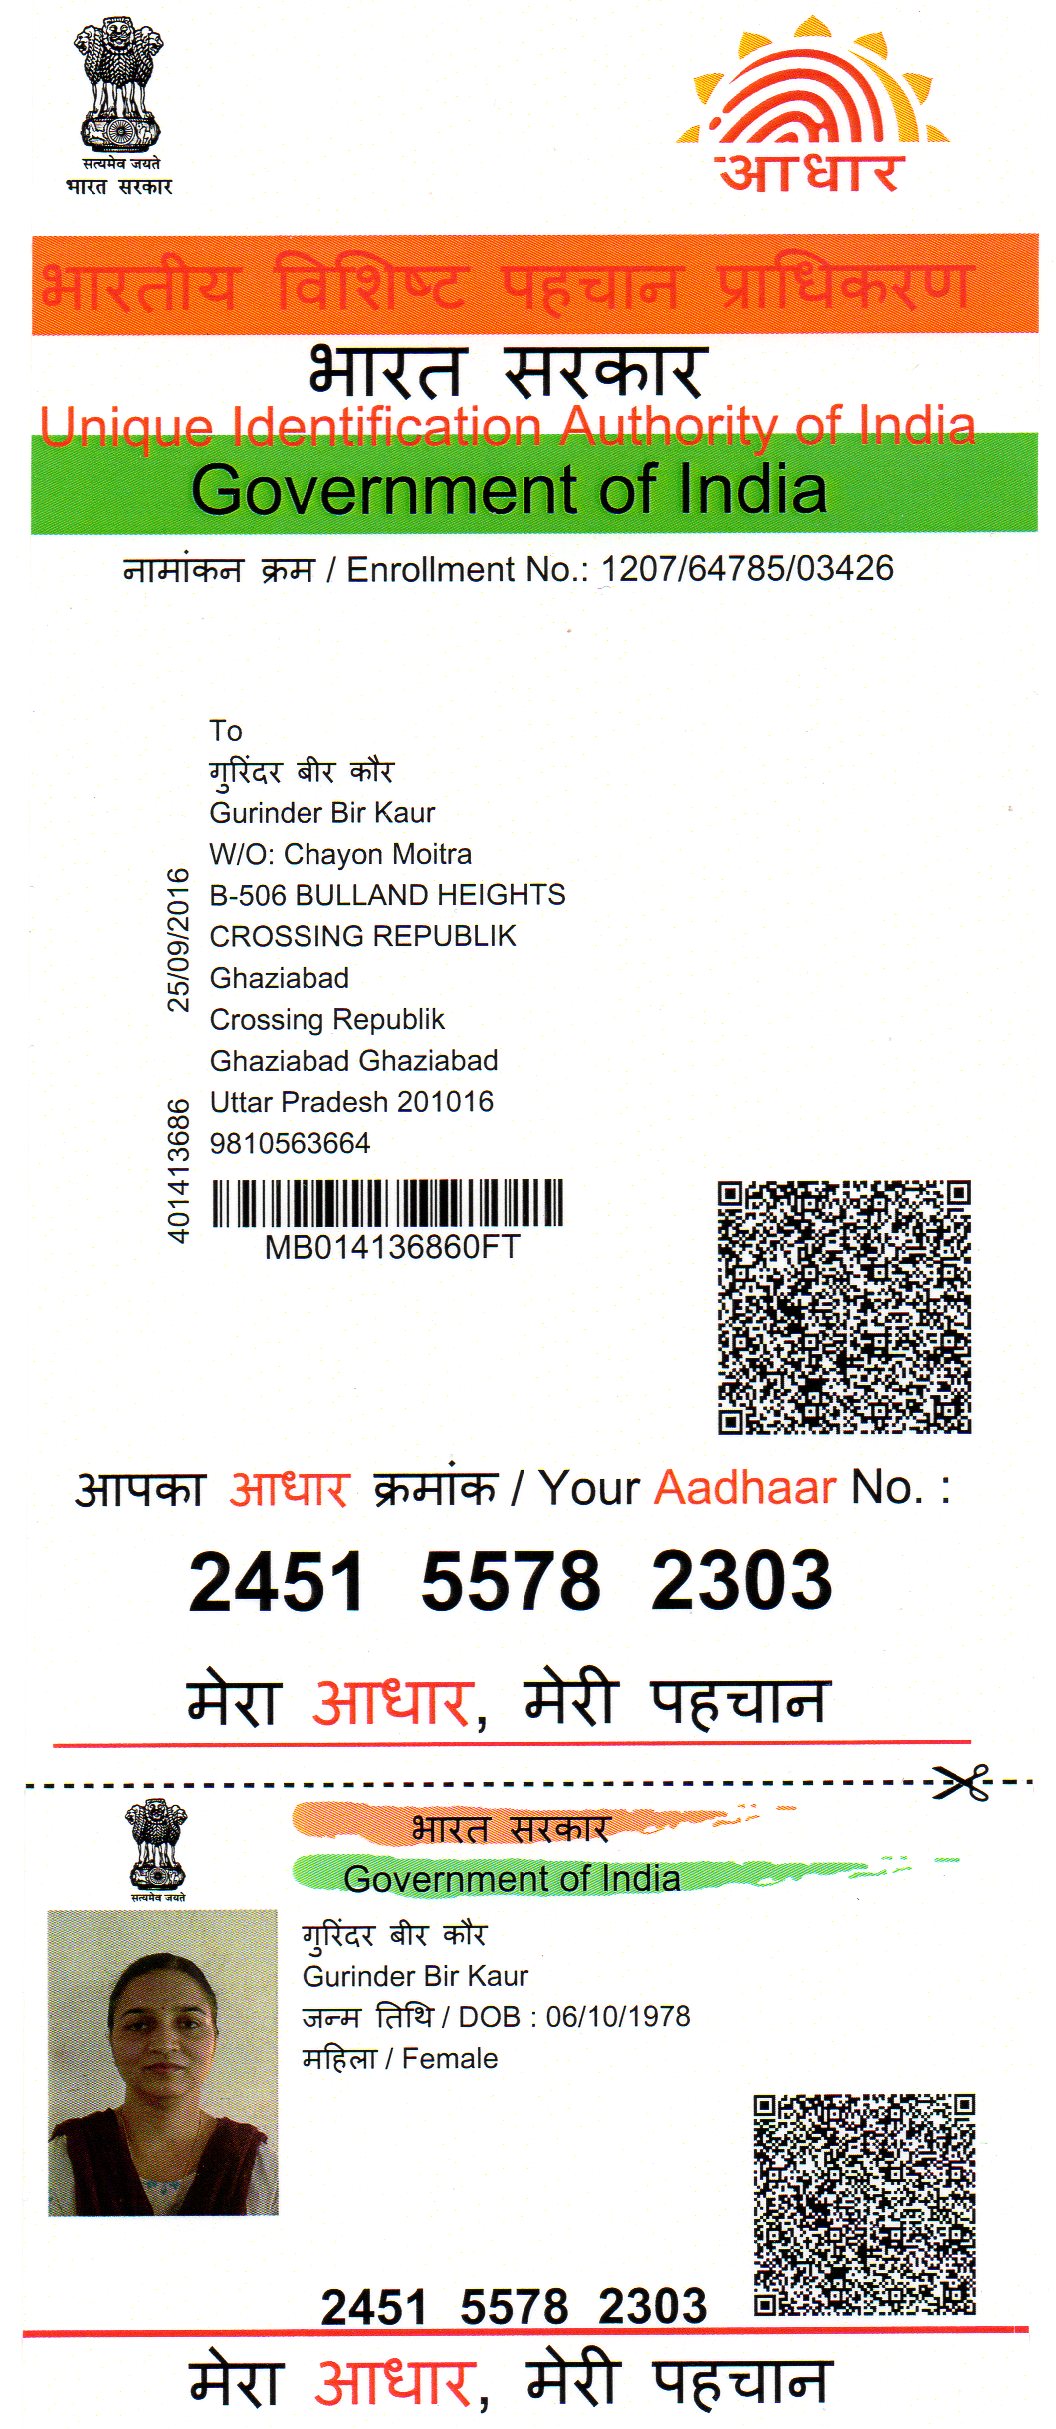 सत्यमेव जयते
भारत सरकार
आधार
भारतीय विशिष्ट पहचान प्राधिकरण
भारत सरकार
Unique Identification Authority of India
Government of India
नामांकन क्रम / Enrollment No.: 1207/64785/03426
To
गुरिंदर बीर कौर
Gurinder Bir Kaur
W/O: Chayon Moitra
B-506 BULLAND HEIGHTS
CROSSING REPUBLIK
Ghaziabad
Crossing Republik
Ghaziabad Ghaziabad
Uttar Pradesh 201016
9810563664
25/09/2016
401413686
MB014136860FT
आपका आधार क्रमांक / Your Aadhaar No. :
2451 5578 2303
मेरा आधार, मेरी पहचान
सत्यमेव जयते
भारत सरकार
Government of India
गुरिंदर बीर कौर
Gurinder Bir Kaur
जन्म तिथि / DOB : 06/10/1978
महिला / Female
2451 5578 2303
मेरा आधार, मेरी पहचान